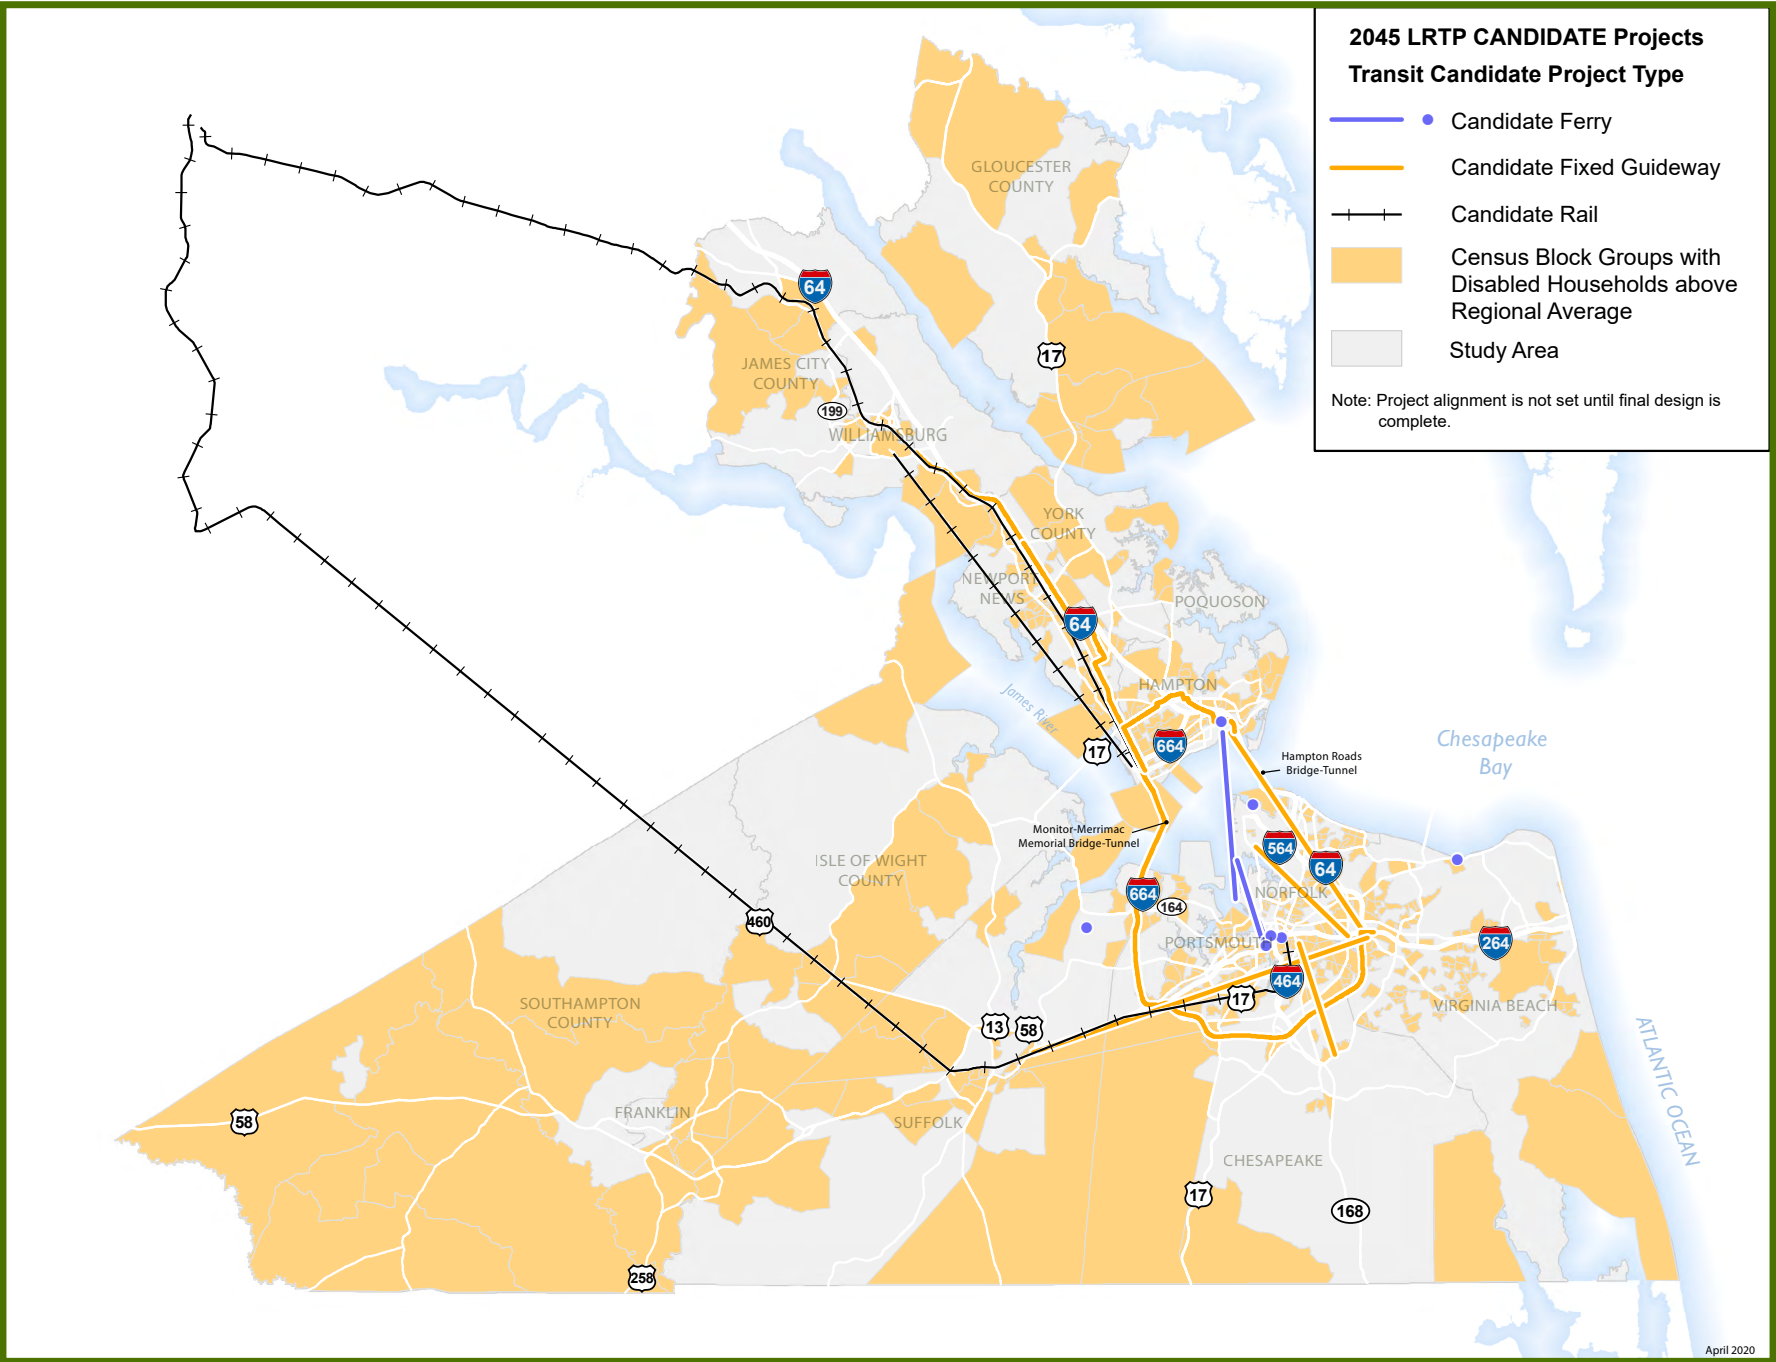 2045 LRTP CANDIDATE Projects
Transit Candidate Project Type
Candidate Ferry
Candidate Fixed Guideway
Candidate Rail
Census Block Groups with
Disabled Households above
Regional Average
Study Area
Note: Project alignment is not set until final design is
complete.
GLOUCESTER
COUNTY
64
17
JAMES CITY
COUNTY
199
WILLIAMSBURG
YORK
COUNTY
NEWPORT
NEWS
POQUOSON
64
HAMPTON
James River
17
664
Hampton Roads
Bridge-Tunnel
Chesapeake
Bay
Monitor-Merrimac
Memorial Bridge-Tunnel
564
64
ISLE OF WIGHT
COUNTY
664
164
NORFOLK
460
PORTSMOUTH
264
464
17
SOUTHAMPTON
COUNTY
13
58
VIRGINIA BEACH
ATLANTIC OCEAN
58
FRANKLIN
SUFFOLK
CHESAPEAKE
17
168
258
April 2020